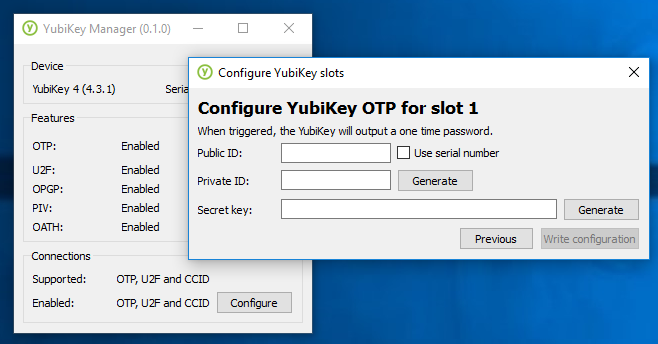 YubiKey Manager (0.1.0)
Device
YubiKey 4 (4.3.1)
Features
OTP: Enabled
U2F: Enabled
OPGP: Enabled
PIV: Enabled
OATH: Enabled
Connections
Supported: OTP, U2F and CCID
Enabled: OTP, U2F and CCID Configure
Configure YubiKey slots
Configure YubiKey OTP for slot 1
When triggered, the YubiKey will output a one time password.
Public ID: Use serial number
Private ID: Generate
Secret key: Generate
Previous Write configuration